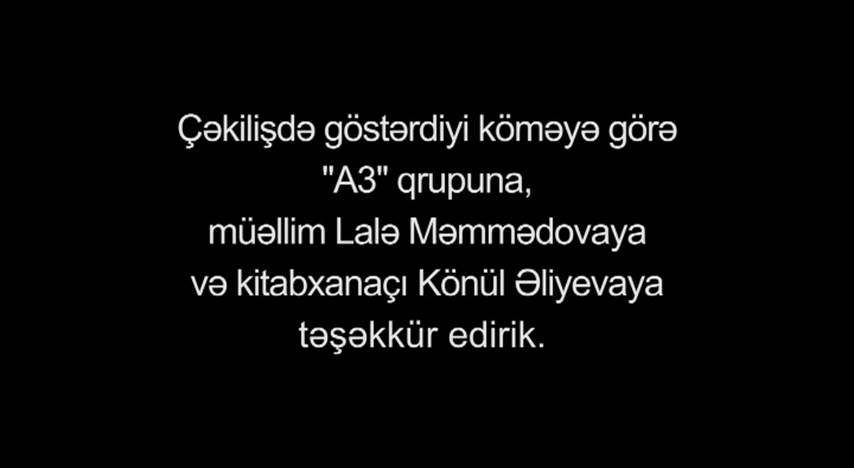 Çəkilişdə göstərdiyi köməyə görə
"A3" qrupuna,
müəllim Lalə Məmmədovaya
və kitabxanaçı Könül Əliyevaya
təşəkkür edirik.